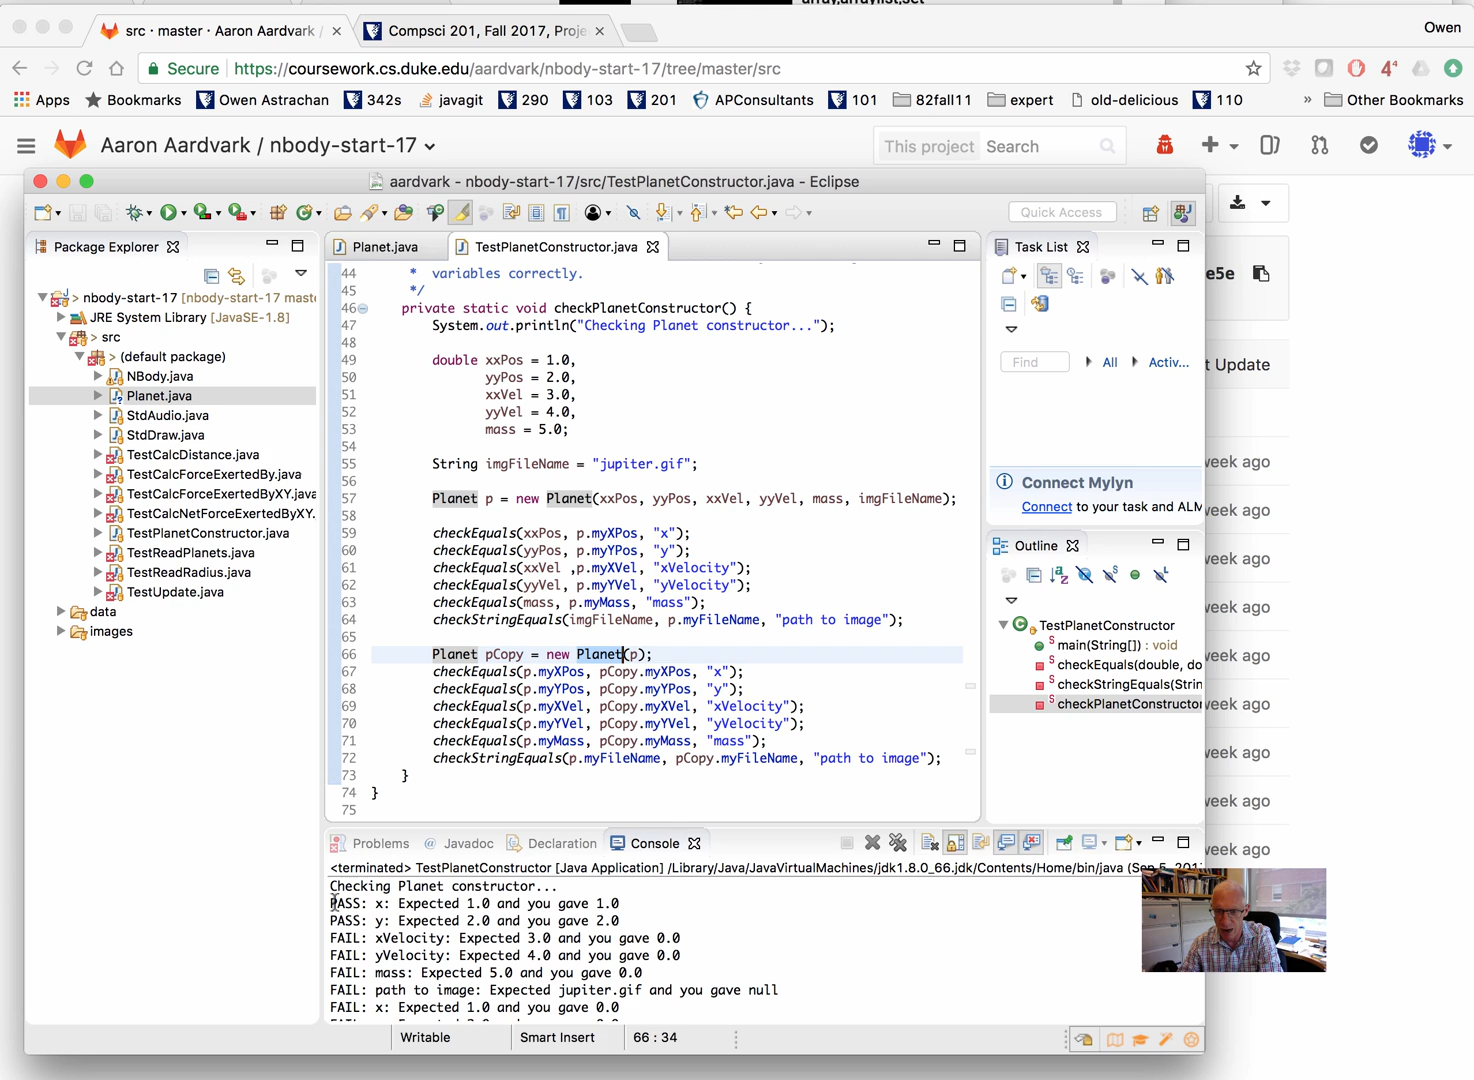 array,arraylist,set
src · master · Aaron Aardvark /
Compsci 201, Fall 2017, Proje
Owen
Secure
https://coursework.cs.duke.edu/aardvark/nbody-start-17/tree/master/src
Apps
Bookmarks
Owen Astrachan
342s
javagit
290
103
201
APConsultants
101
82fall11
expert
old-delicious
110
»
Other Bookmarks
Aaron Aardvark / nbody-start-17
This project
Search
aardvark - nbody-start-17/src/TestPlanetConstructor.java - Eclipse
Quick Access
Package Explorer
> nbody-start-17 [nbody-start-17 mast
JRE System Library [JavaSE-1.8]
> src
> (default package)
NBody.java
Planet.java
StdAudio.java
StdDraw.java
TestCalcDistance.java
TestCalcForceExertedBy.java
TestCalcForceExertedByXY.java
TestCalcNetForceExertedByXY.
TestPlanetConstructor.java
TestReadPlanets.java
TestReadRadius.java
TestUpdate.java
data
images
Planet.java
TestPlanetConstructor.java
44 * variables correctly.
45 */
46 private static void checkPlanetConstructor() {
47 System.out.println("Checking Planet constructor...");
48
49 double xxPos = 1.0,
50 yyPos = 2.0,
51 xxVel = 3.0,
52 yyVel = 4.0,
53 mass = 5.0;
54
55 String imgFileName = "jupiter.gif";
56
57 Planet p = new Planet(xxPos, yyPos, xxVel, yyVel, mass, imgFileName);
58
59 checkEquals(xxPos, p.myXPos, "x");
60 checkEquals(yyPos, p.myYPos, "y");
61 checkEquals(xxVel ,p.myXVel, "xVelocity");
62 checkEquals(yyVel, p.myYVel, "yVelocity");
63 checkEquals(mass, p.myMass, "mass");
64 checkStringEquals(imgFileName, p.myFileName, "path to image");
65
66 Planet pCopy = new Planet(p);
67 checkEquals(p.myXPos, pCopy.myXPos, "x");
68 checkEquals(p.myYPos, pCopy.myYPos, "y");
69 checkEquals(p.myXVel, pCopy.myXVel, "xVelocity");
70 checkEquals(p.myYVel, pCopy.myYVel, "yVelocity");
71 checkEquals(p.myMass, pCopy.myMass, "mass");
72 checkStringEquals(p.myFileName, pCopy.myFileName, "path to image");
73 }
74 }
75
Task List
Find
All
Activ...
Connect Mylyn
Connect to your task and ALM
Outline
TestPlanetConstructor
main(String[]) : void
checkEquals(double, do
checkStringEquals(Strin
checkPlanetConstructor
e5e
t Update
week ago
week ago
week ago
week ago
week ago
week ago
week ago
week ago
week ago
Problems
@ Javadoc
Declaration
Console
<terminated> TestPlanetConstructor [Java Application] /Library/Java/JavaVirtualMachines/jdk1.8.0_66.jdk/Contents/Home/bin/java (Sep 5, 201
Checking Planet constructor...
PASS: x: Expected 1.0 and you gave 1.0
PASS: y: Expected 2.0 and you gave 2.0
FAIL: xVelocity: Expected 3.0 and you gave 0.0
FAIL: yVelocity: Expected 4.0 and you gave 0.0
FAIL: mass: Expected 5.0 and you gave 0.0
FAIL: path to image: Expected jupiter.gif and you gave null
FAIL: x: Expected 1.0 and you gave 0.0
Writable
Smart Insert
66 : 34